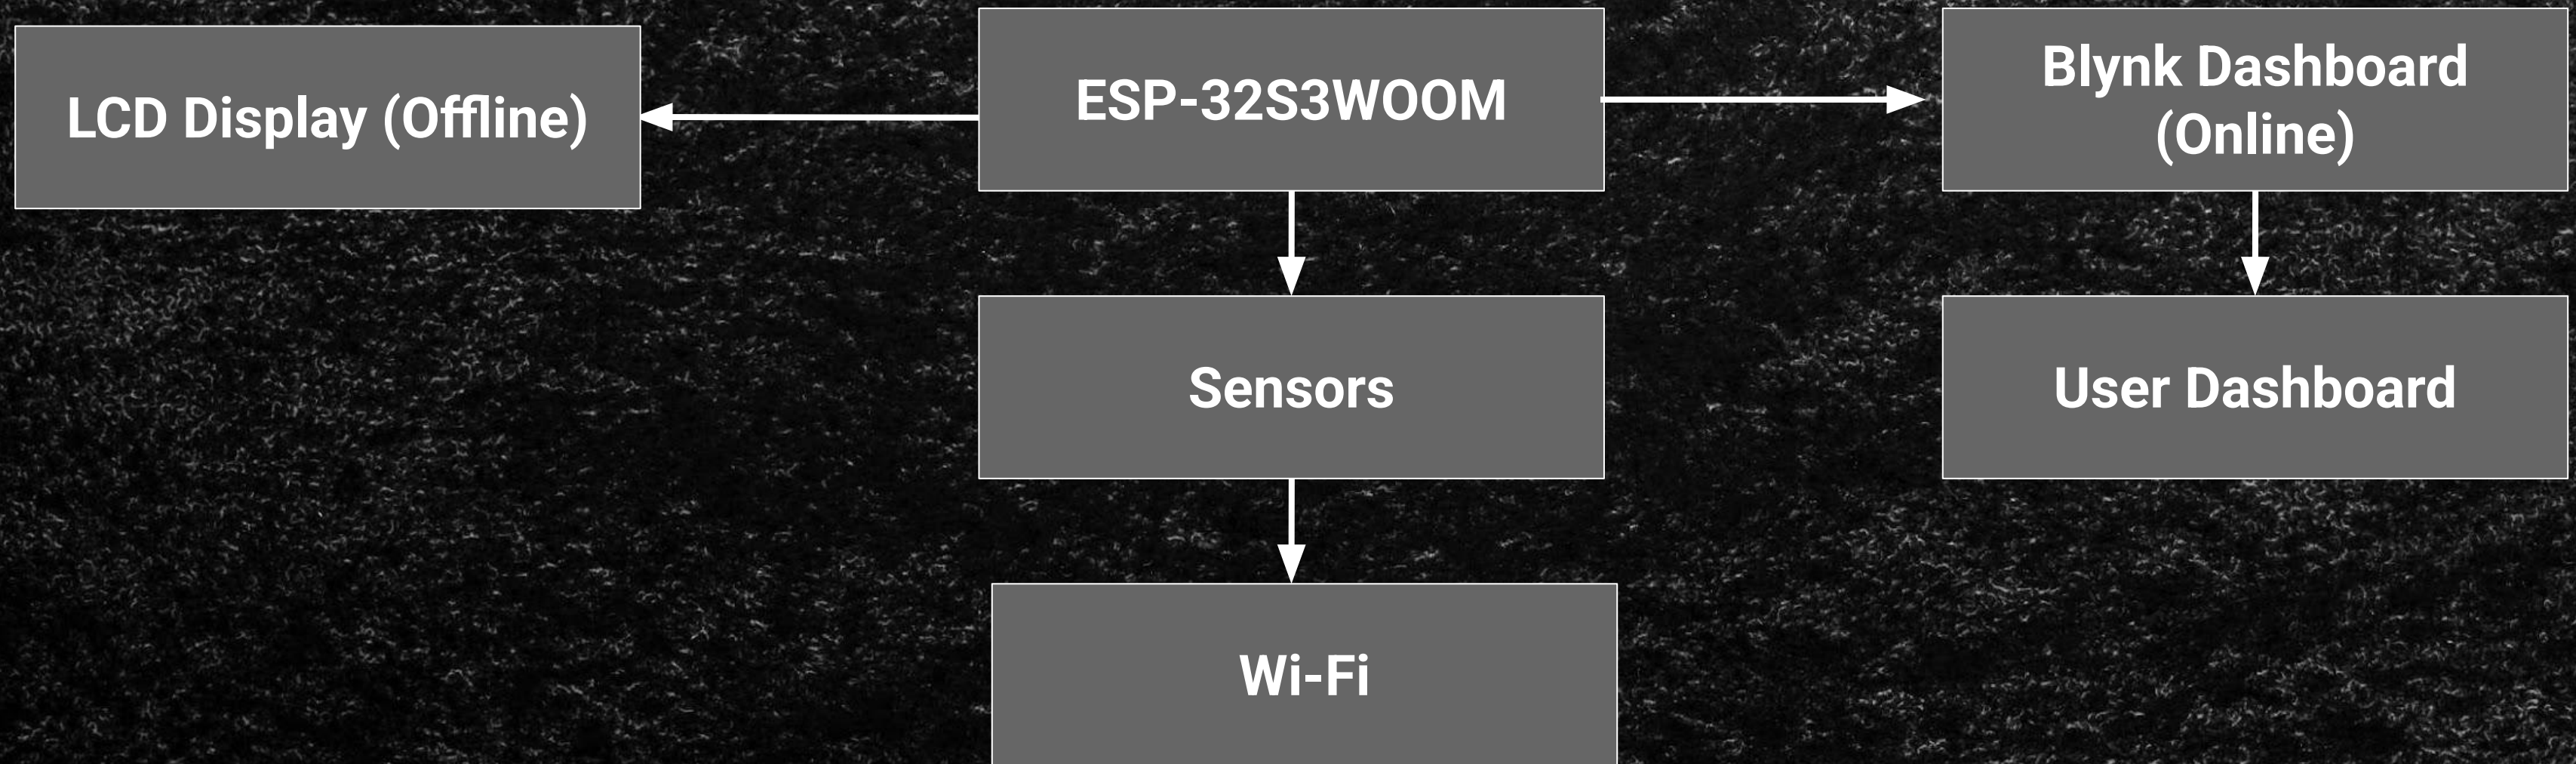 LCD Display (Offline)
ESP-32S3WOOM
Blynk Dashboard
(Online)
Sensors
User Dashboard
Wi-Fi